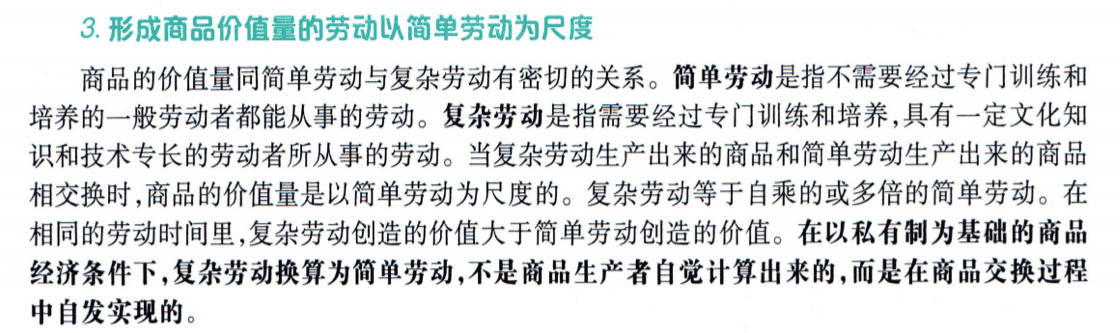 3. 形成商品价值量的劳动以简单劳动为尺度
商品的价值量同简单劳动与复杂劳动有密切的关系。简单劳动是指不需要经过专门训练和
培养的一般劳动者都能从事的劳动。复杂劳动是指需要经过专门训练和培养,具有一定文化知
识和技术专长的劳动者所从事的劳动。当复杂劳动生产出来的商品和简单劳动生产出来的商品
相交换时,商品的价值量是以简单劳动为尺度的。复杂劳动等于自乘的或多倍的简单劳动。在
相同的劳动时间里,复杂劳动创造的价值大于简单劳动创造的价值。在以私有制为基础的商品
经济条件下,复杂劳动换算为简单劳动,不是商品生产者自觉计算出来的,而是在商品交换过程
中自发实现的。